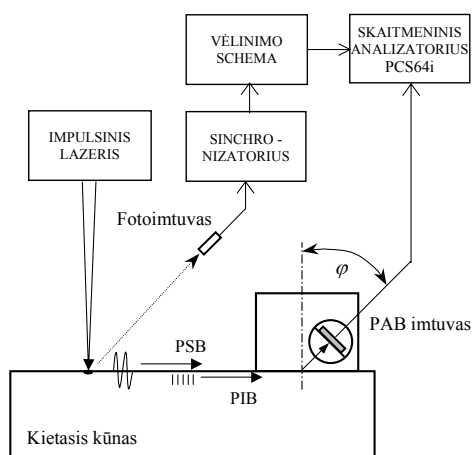 VĖLINIMO
SCHEMA
SKAITMENINIS
ANALIZATORIUS
PCS64i
IMPULSINIS
LAZERIS
SINCHRO -
NIZATORIUS
Fotoimtuvas
φ
PAB imtuvas
PSB
PIB
Kietasis kūnas